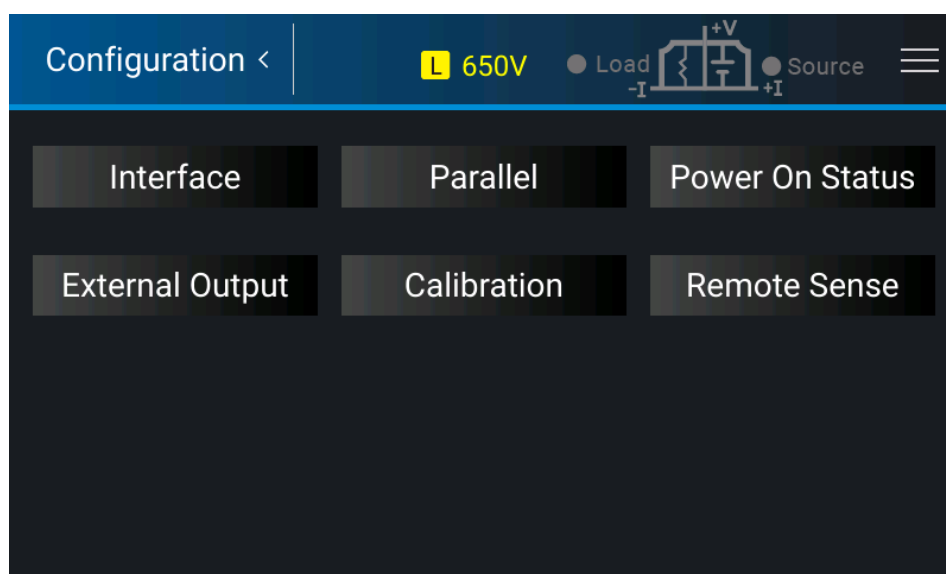 Configuration <
L 650V
Load
+V
-I
+I
Source
Interface
Parallel
Power On Status
External Output
Calibration
Remote Sense